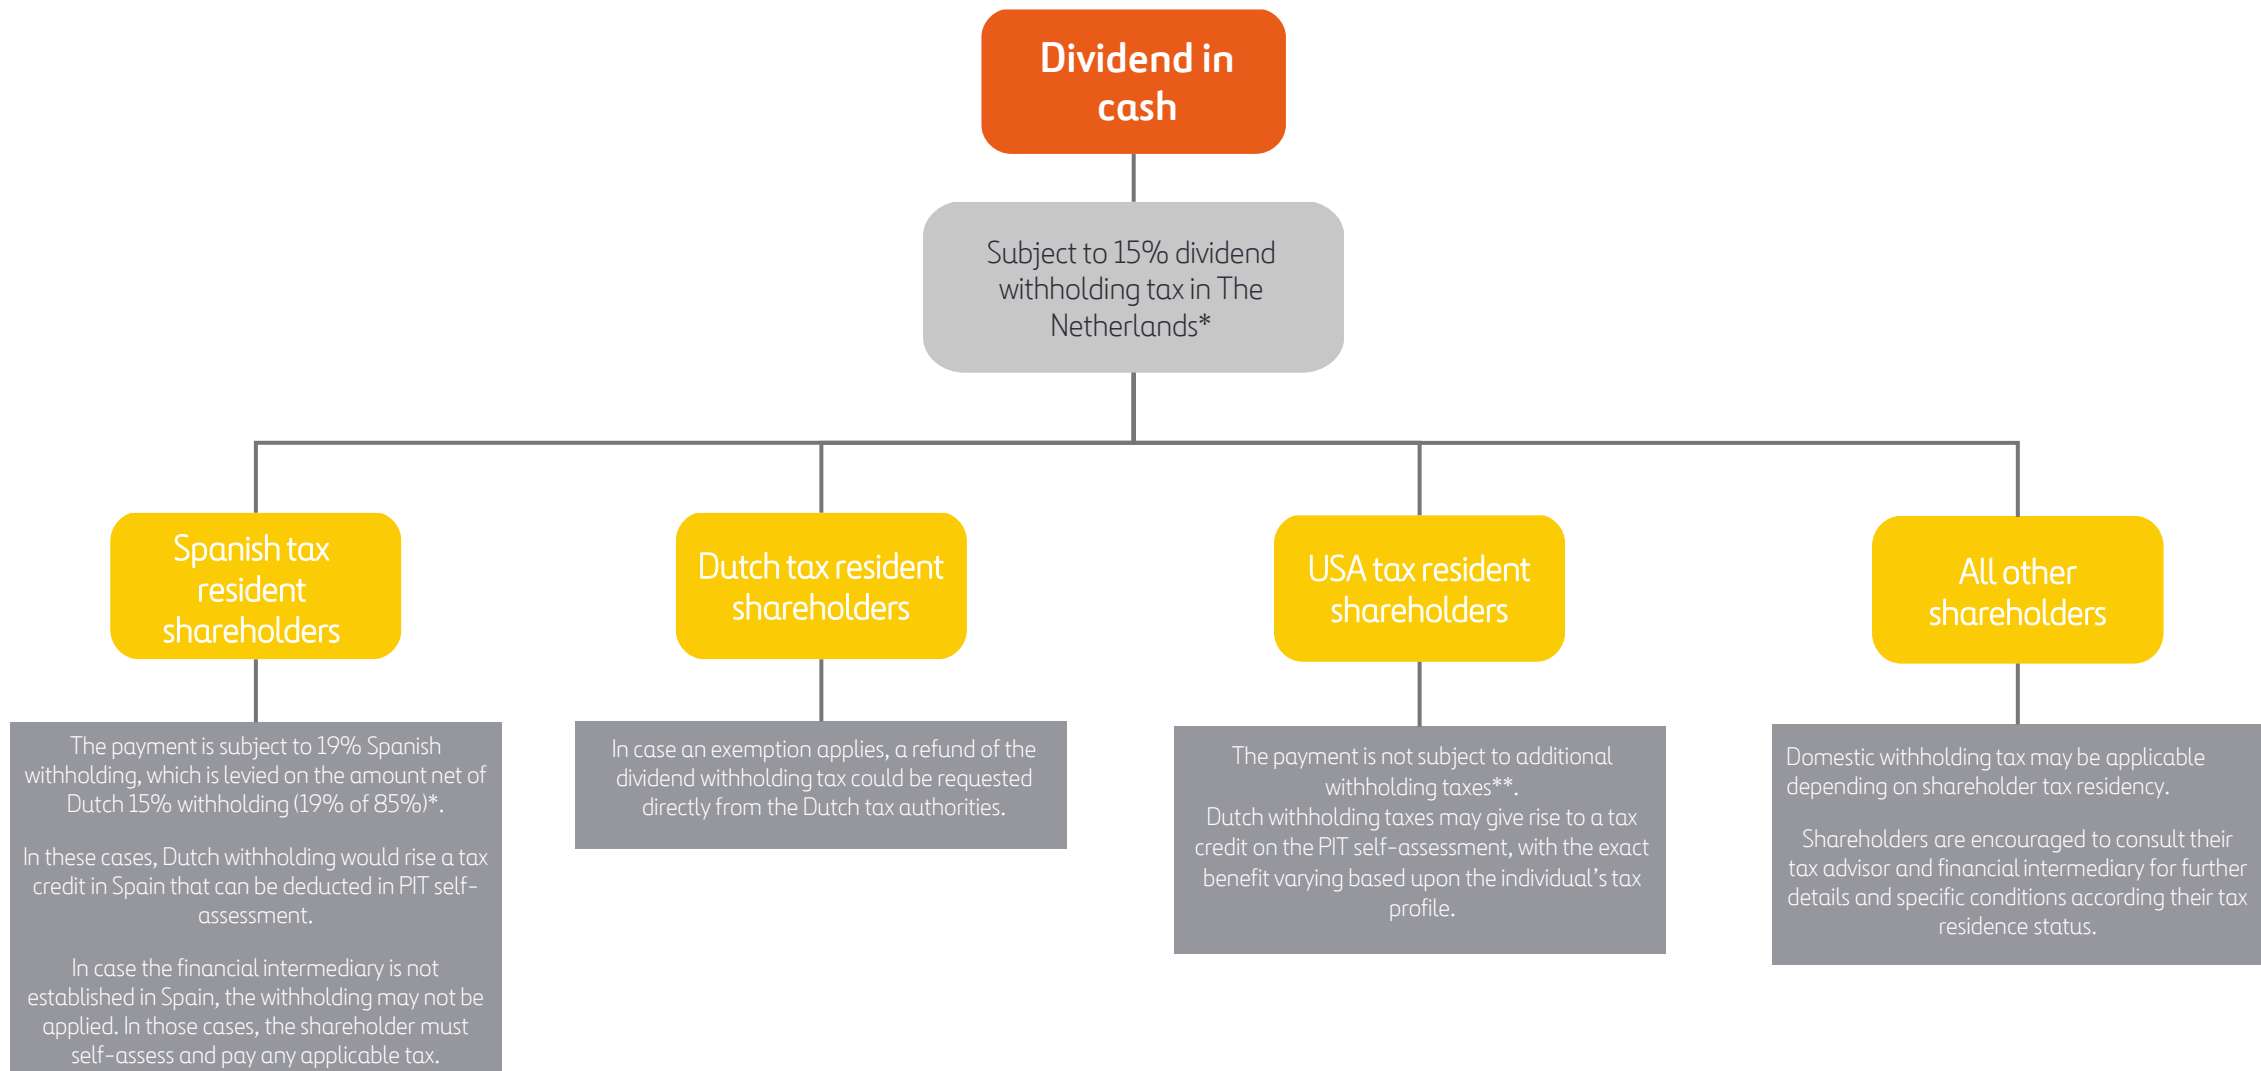 Dividend in
cash
Subject to 15% dividend
withholding tax in The
Netherlands*
Spanish tax
resident
shareholders
The payment is subject to 19% Spanish
withholding, which is levied on the amount net of
Dutch 15% withholding (19% of 85%)*.
In these cases, Dutch withholding would rise a tax
credit in Spain that can be deducted in PIT self-
assessment.
In case the financial intermediary is not
established in Spain, the withholding may not be
applied. In those cases, the shareholder must
self-assess and pay any applicable tax.
Dutch tax resident
shareholders
In case an exemption applies, a refund of the
dividend withholding tax could be requested
directly from the Dutch tax authorities.
USA tax resident
shareholders
The payment is not subject to additional
withholding taxes**.
Dutch withholding taxes may give rise to a tax
credit on the PIT self-assessment, with the exact
benefit varying based upon the individual's tax
profile.
All other
shareholders
Domestic withholding tax may be applicable
depending on shareholder tax residency.
Shareholders are encouraged to consult their
tax advisor and financial intermediary for further
details and specific conditions according their tax
residence status.